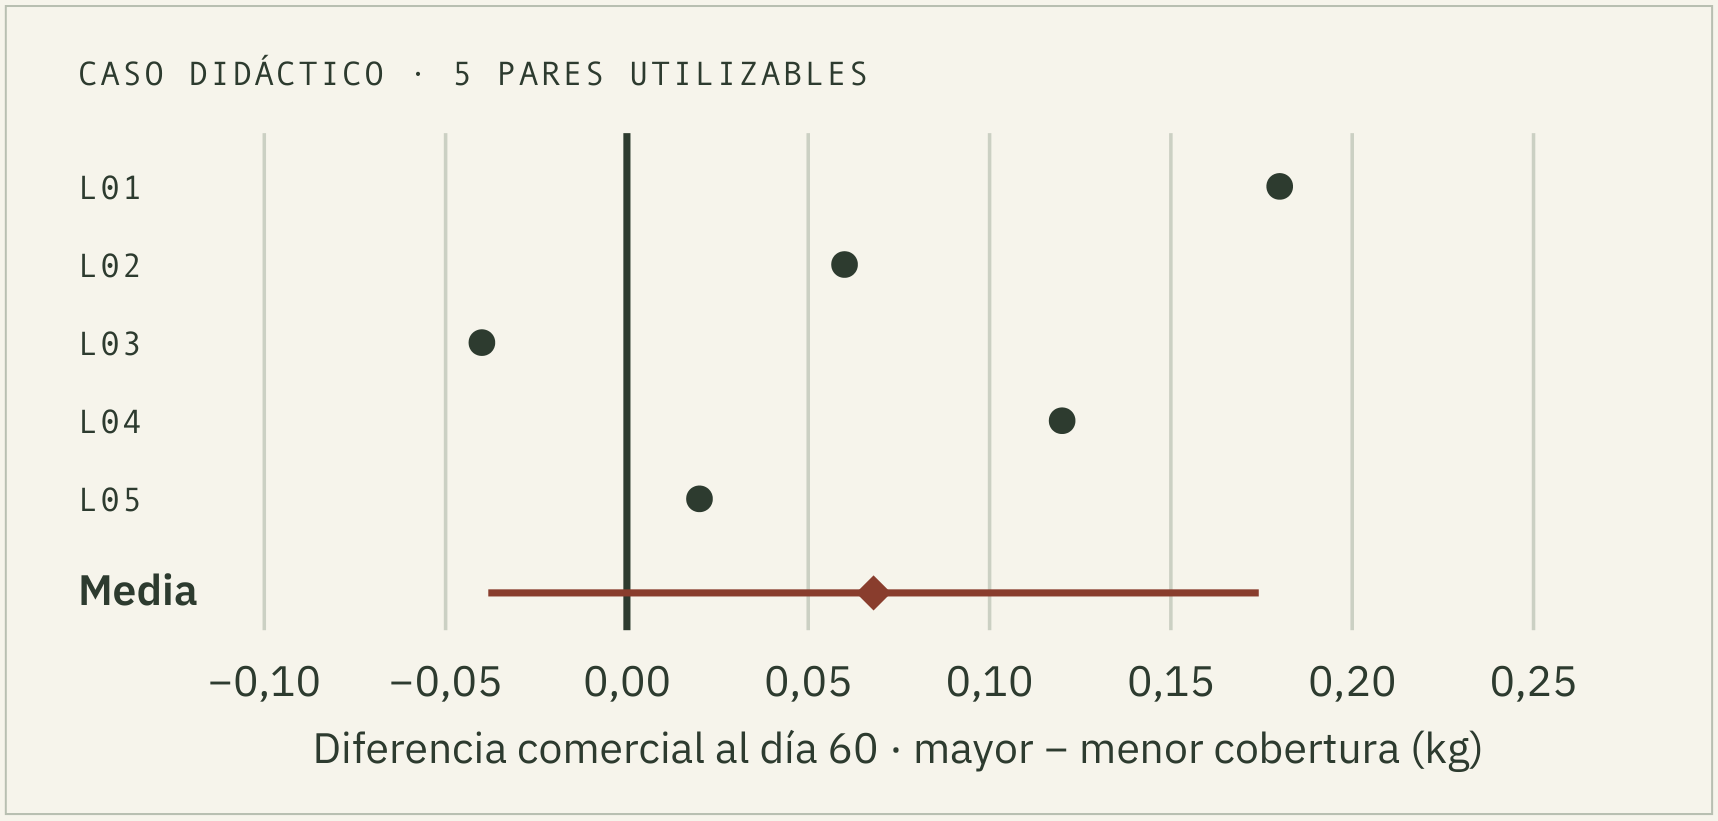 CASO DIDÁCTICO · 5 PARES UTILIZABLES
L01
L02
L03
L04
L05
Media
−0,10 −0,05 0,00 0,05 0,10 0,15 0,20 0,25
Diferencia comercial al día 60 · mayor – menor cobertura (kg)